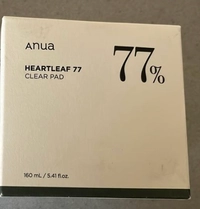 Anua
77%
HEARTLEAF 77
CLEAR PAD
160 mL / 5.41 fl.oz.